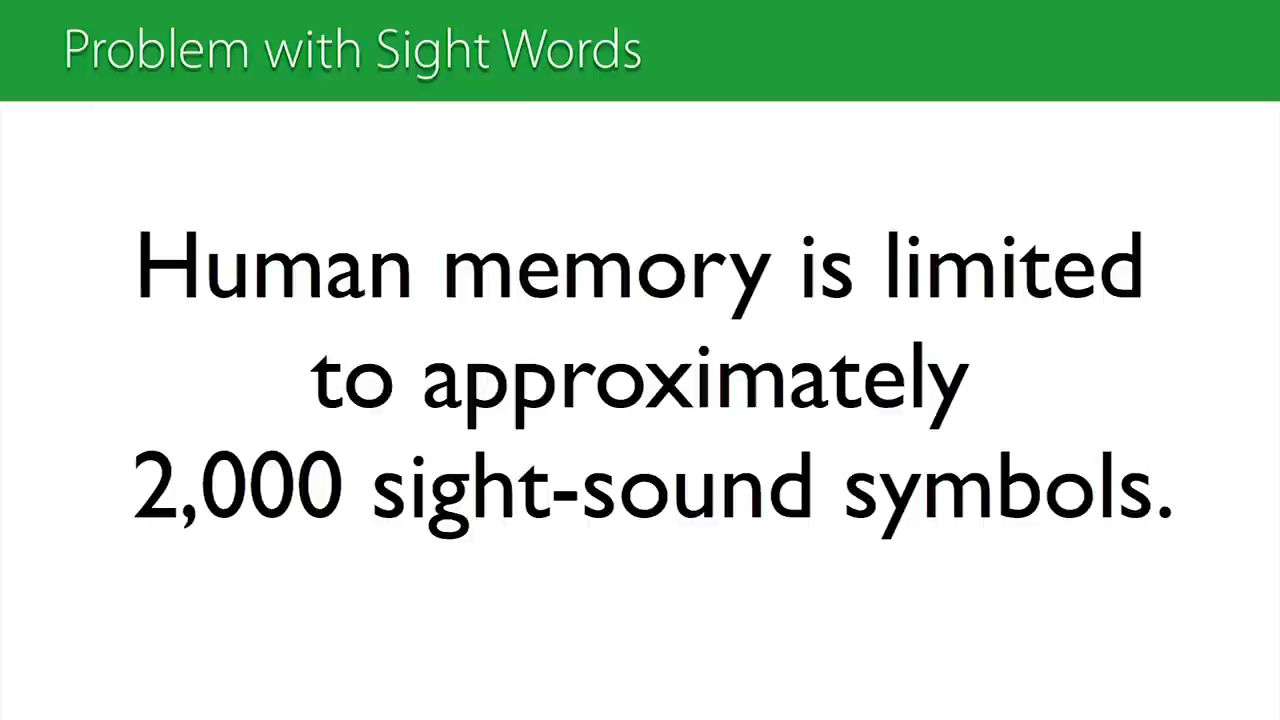 Problem with Sight Words
Human memory is limited
to approximately
2,000 sight-sound symbols.